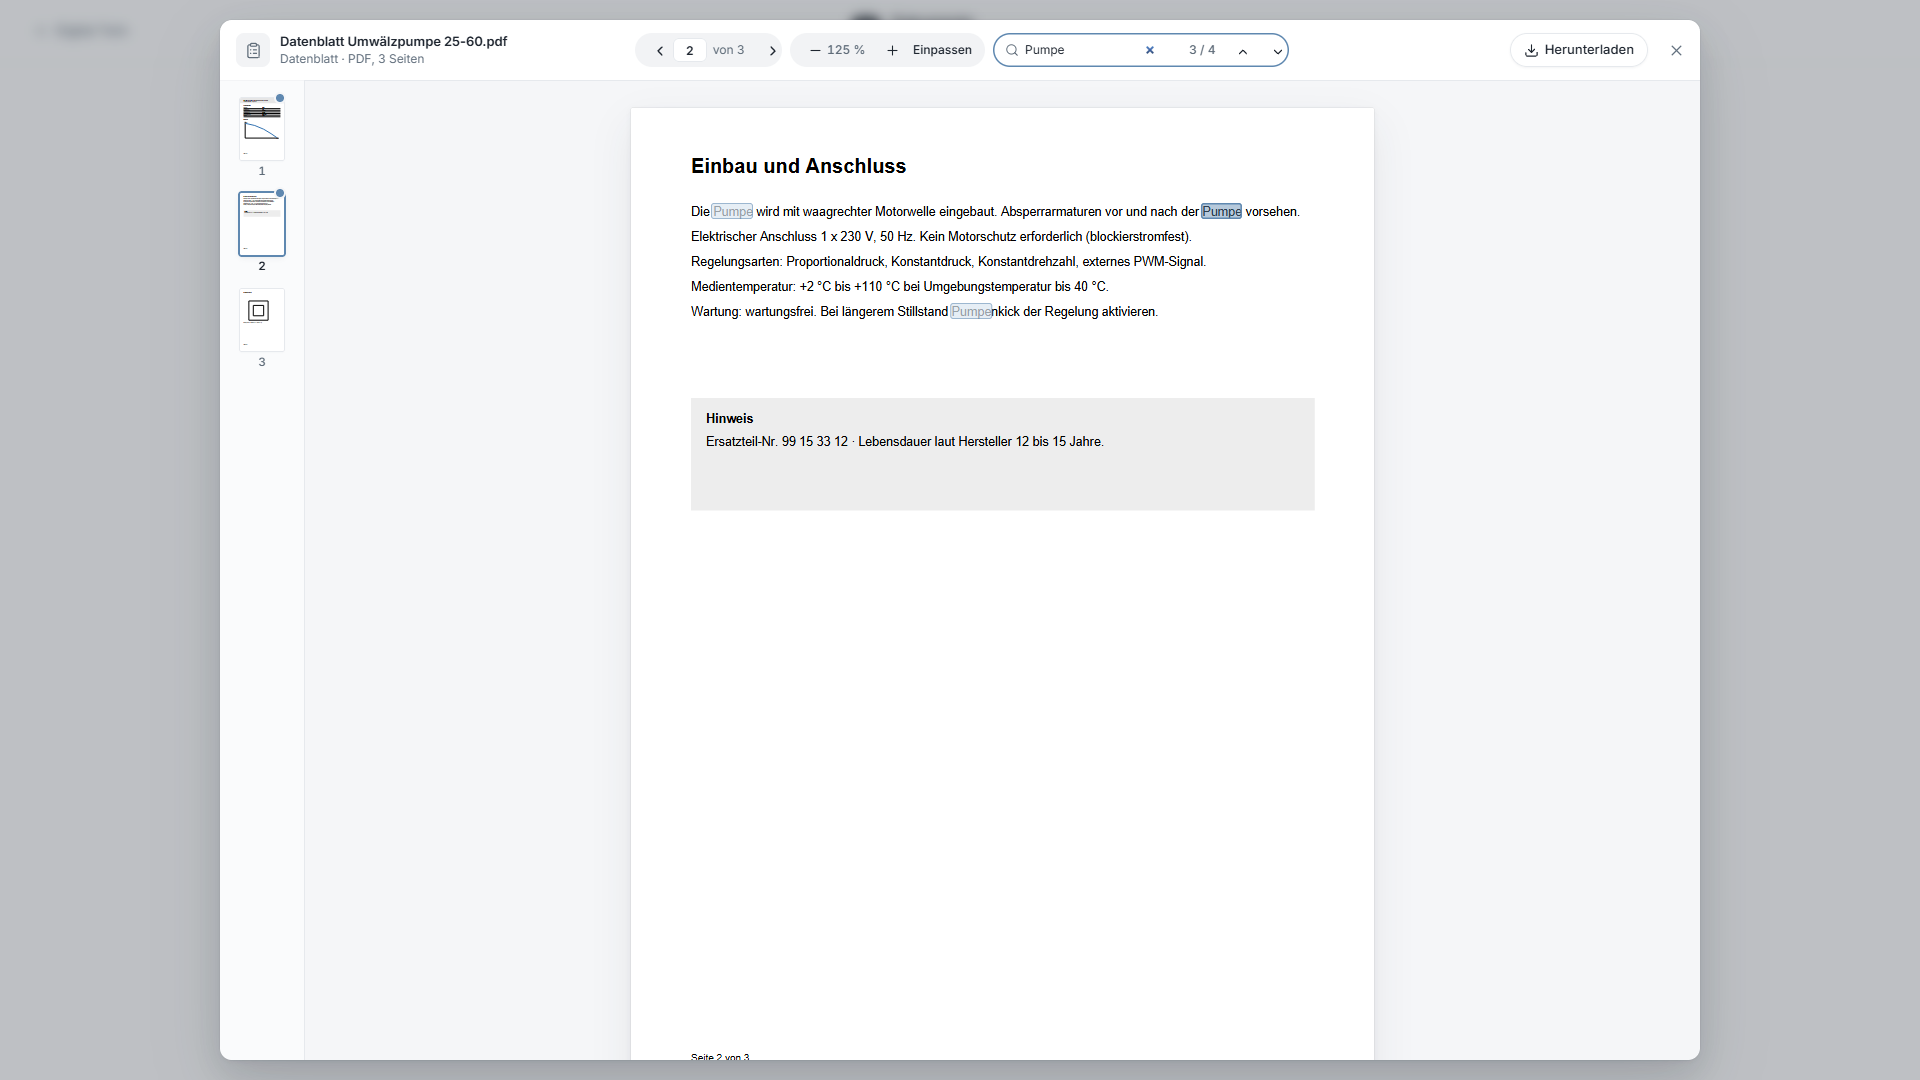 Datenblatt Umwälzpumpe 25-60.pdf
Datenblatt · PDF, 3 Seiten
2 von 3
125 % Einpassen
Pumpe 3 / 4
Herunterladen
1
2
3
Einbau und Anschluss
Die Pumpe wird mit waagrechter Motorwelle eingebaut. Absperrarmaturen vor und nach der Pumpe vorsehen.
Elektrischer Anschluss 1 x 230 V, 50 Hz. Kein Motorschutz erforderlich (blockierstromfest).
Regelungsarten: Proportionaldruck, Konstantdruck, Konstantdrehzahl, externes PWM-Signal.
Medientemperatur: +2 °C bis +110 °C bei Umgebungstemperatur bis 40 °C.
Wartung: wartungsfrei. Bei längerem Stillstand Pumpenkick der Regelung aktivieren.
Hinweis
Ersatzteil-Nr. 99 15 33 12 · Lebensdauer laut Hersteller 12 bis 15 Jahre.
Seite 2 von 3